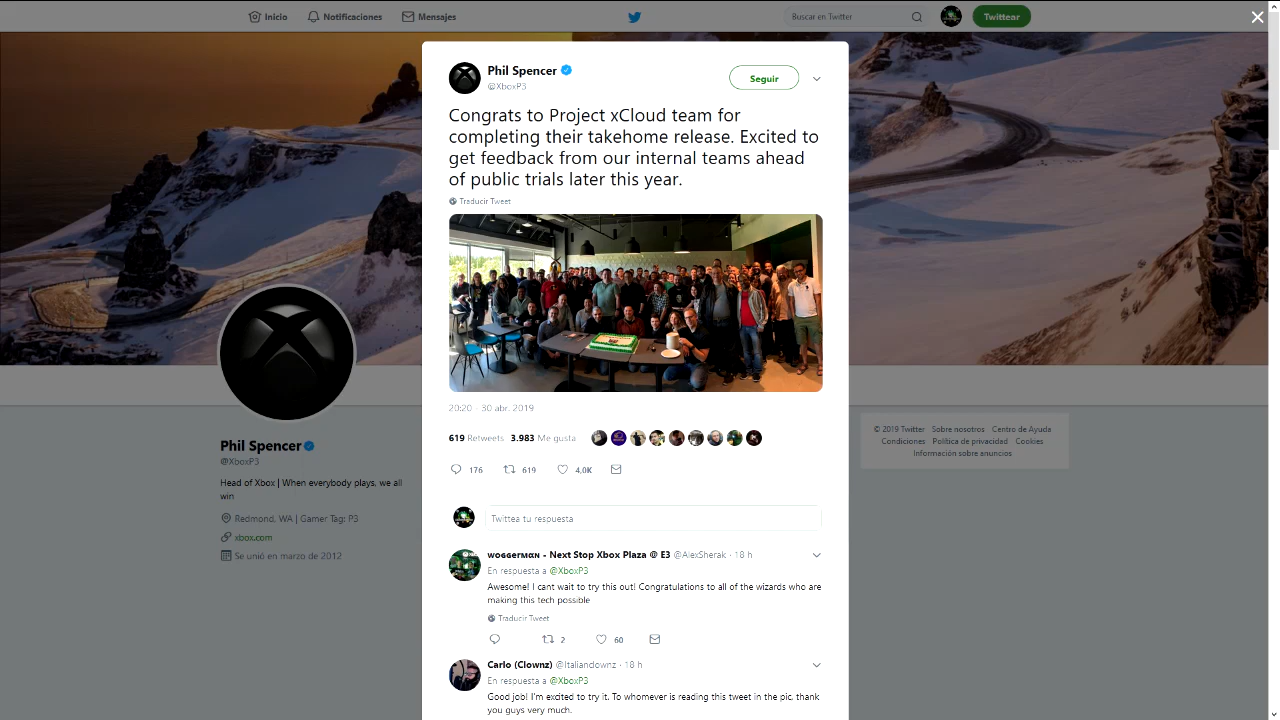 Inicio
Notificaciones
Mensajes
Buscar en Twitter
Twittear
Phil Spencer
@XboxP3
Seguir
Congrats to Project xCloud team for
completing their takehome release. Excited to
get feedback from our internal teams ahead
of public trials later this year.
Traducir Tweet
20:20 - 30 abr. 2019
619 Retweets 3.983 Me gusta
176 619 4,0K
Twittea tu respuesta
woɢɢerмαɴ - Next Stop Xbox Plaza @ E3 @AlexSherak · 18 h
En respuesta a @XboxP3
Awesome! I cant wait to try this out! Congratulations to all of the wizards who are
making this tech possible
Traducir Tweet
2 60
Carlo (Clownz) @Italianclownz · 18 h
En respuesta a @XboxP3
Good job! I'm excited to try it. To whomever is reading this tweet in the pic, thank
you guys very much.
Phil Spencer
@XboxP3
Head of Xbox | When everybody plays, we all
win
Redmond, WA | Gamer Tag: P3
xbox.com
Se unió en marzo de 2012
© 2019 Twitter Sobre nosotros Centro de Ayuda
Condiciones Política de privacidad Cookies
Información sobre anuncios